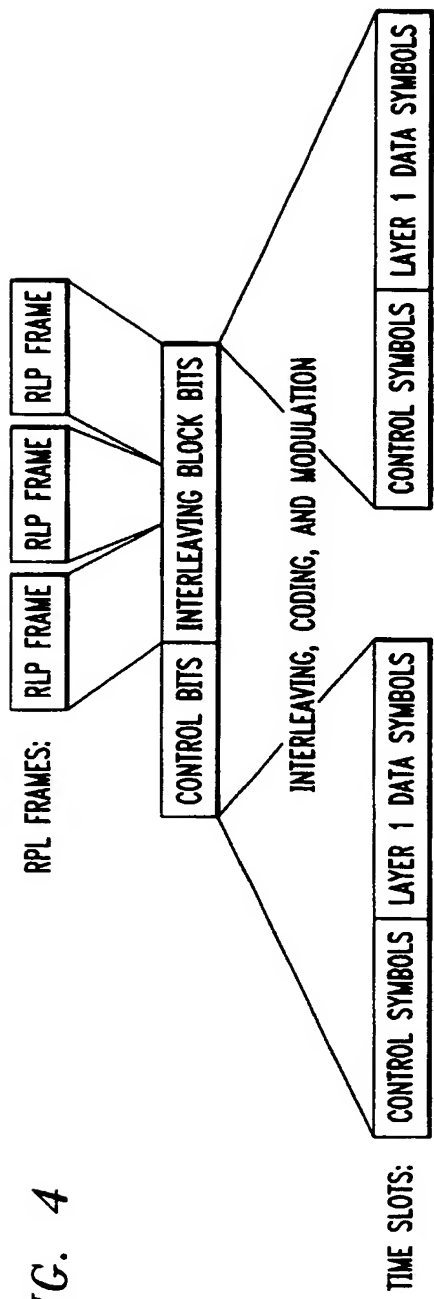 FIG. 4
RPL FRAMES:
RLP FRAME
RLP FRAME
RLP FRAME
CONTROL BITS
INTERLEAVING BLOCK BITS
INTERLEAVING, CODING, AND MODULATION
TIME SLOTS:
CONTROL SYMBOLS
LAYER 1 DATA SYMBOLS
CONTROL SYMBOLS
LAYER 1 DATA SYMBOLS